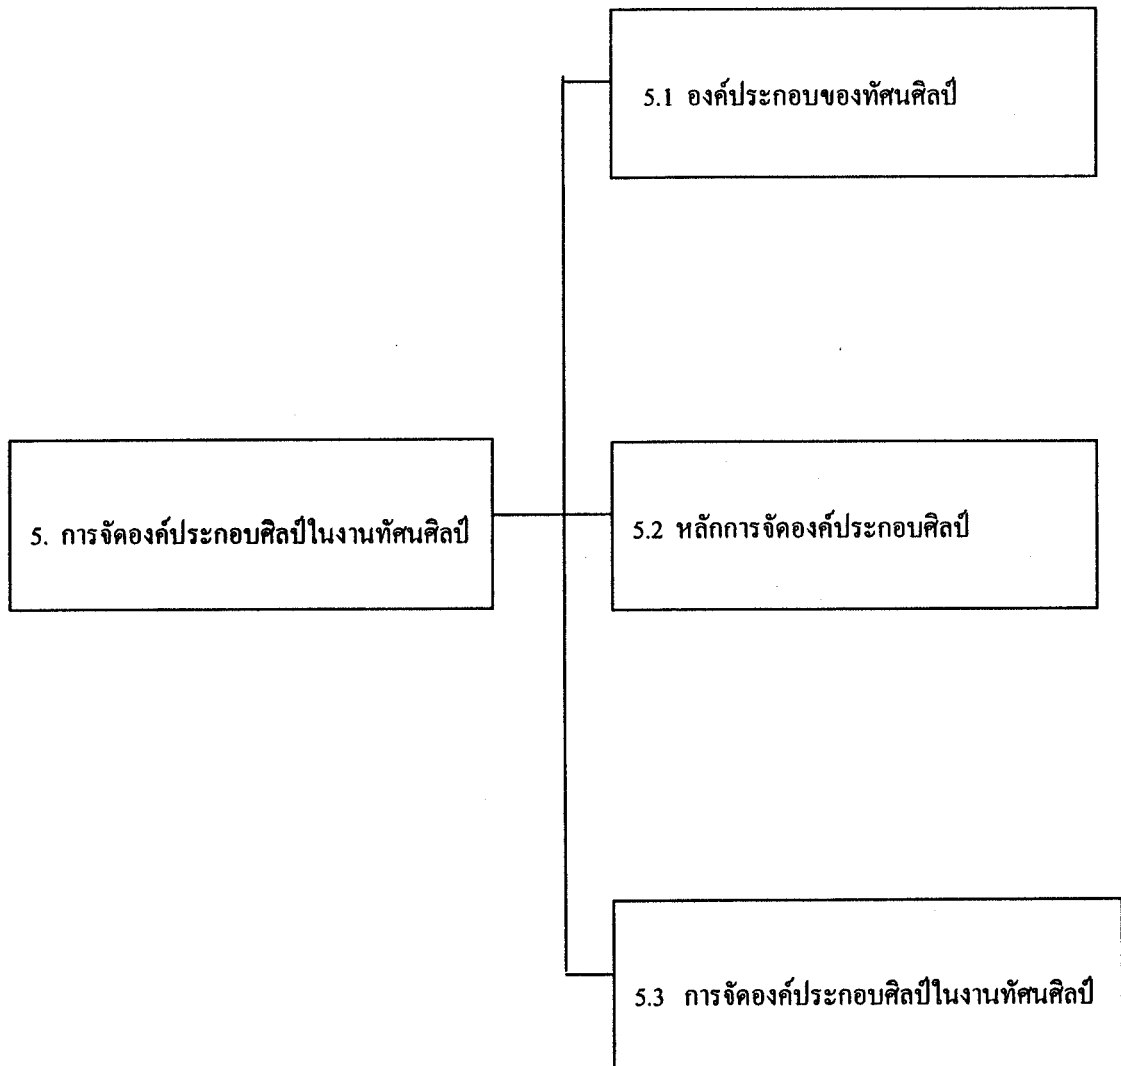 5.1 องค์ประกอบของทัศนศิลป์
5. การจัดองค์ประกอบศิลป์ในงานทัศนศิลป์
5.2 หลักการจัดองค์ประกอบศิลป์
5.3 การจัดองค์ประกอบศิลป์ในงานทัศนศิลป์